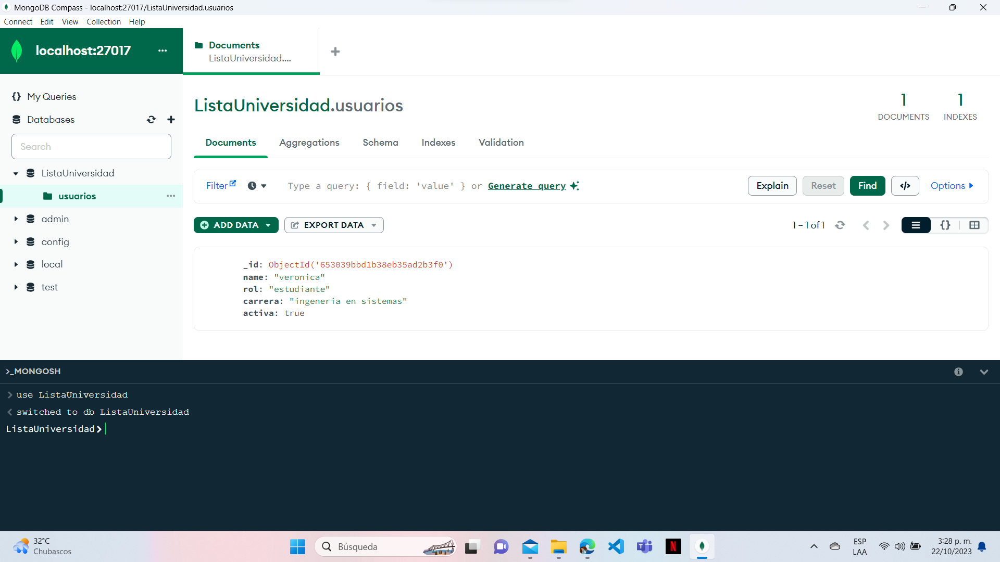 MongoDB Compass - localhost:27017/ListaUniversidad.usuarios
Connect Edit View Collection Help
localhost:27017
Documents
ListaUniversidad....
My Queries
Databases
Search
ListaUniversidad
usuarios
admin
config
local
test
ListaUniversidad.usuarios
1
DOCUMENTS
1
INDEXES
Documents Aggregations Schema Indexes Validation
Filter Type a query: { field: 'value' } or Generate query Explain Reset Find </> Options
ADD DATA EXPORT DATA 1 – 1 of 1 {}
_id: ObjectId('653039bbd1b38eb35ad2b3f0')
name: "veronica"
rol: "estudiante"
carrera: "ingeneria en sistemas"
activa: true
>_MONGOSH
> use ListaUniversidad
< switched to db ListaUniversidad
ListaUniversidad>
32°C
Chubascos
Búsqueda
ESP
LAA
3:28 p. m.
22/10/2023